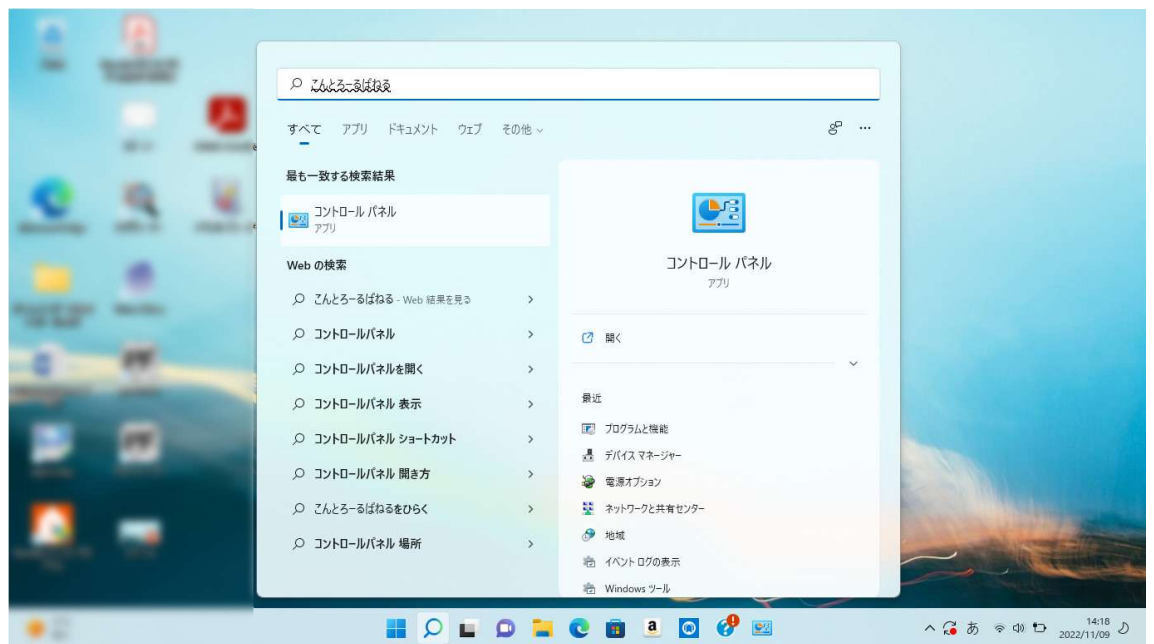 こんとろーるぱねる
すべて アプリ ドキュメント ウェブ その他
最も一致する検索結果
コントロール パネル
アプリ
Web の検索
こんとろーるぱねる - Web 結果を見る
コントロールパネル
コントロールパネルを開く
コントロールパネル 表示
コントロールパネル ショートカット
コントロールパネル 開き方
こんとろーるぱねるをひらく
コントロールパネル 場所
コントロール パネル
アプリ
開く
最近
プログラムと機能
デバイス マネージャー
電源オプション
ネットワークと共有センター
地域
イベント ログの表示
Windows ツール
あ
14:18
2022/11/09